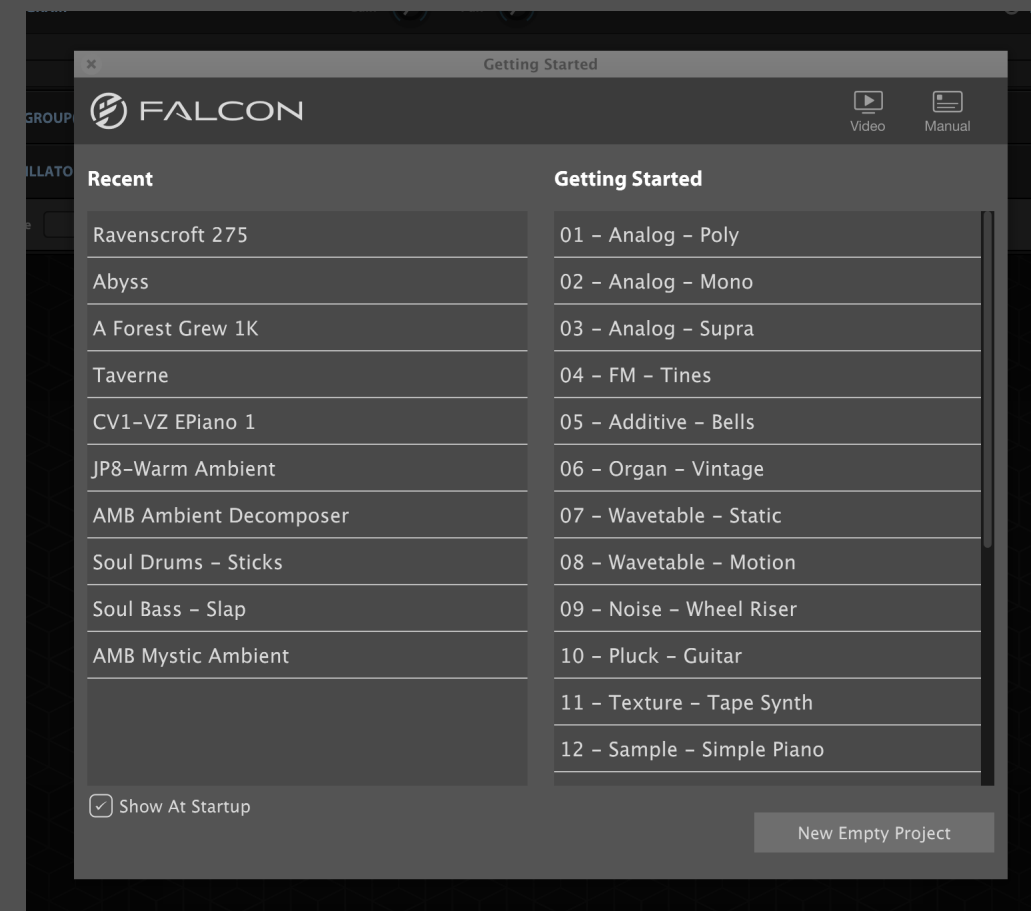 Getting Started
FALCON
Video
Manual
GROUP
ILLATO
e
Recent
Ravenscroft 275
Abyss
A Forest Grew 1K
Taverne
CV1-VZ EPiano 1
JP8-Warm Ambient
AMB Ambient Decomposer
Soul Drums – Sticks
Soul Bass – Slap
AMB Mystic Ambient
Show At Startup
Getting Started
01 – Analog – Poly
02 – Analog – Mono
03 – Analog – Supra
04 – FM – Tines
05 – Additive – Bells
06 – Organ – Vintage
07 – Wavetable – Static
08 – Wavetable – Motion
09 – Noise – Wheel Riser
10 – Pluck – Guitar
11 – Texture – Tape Synth
12 – Sample – Simple Piano
New Empty Project